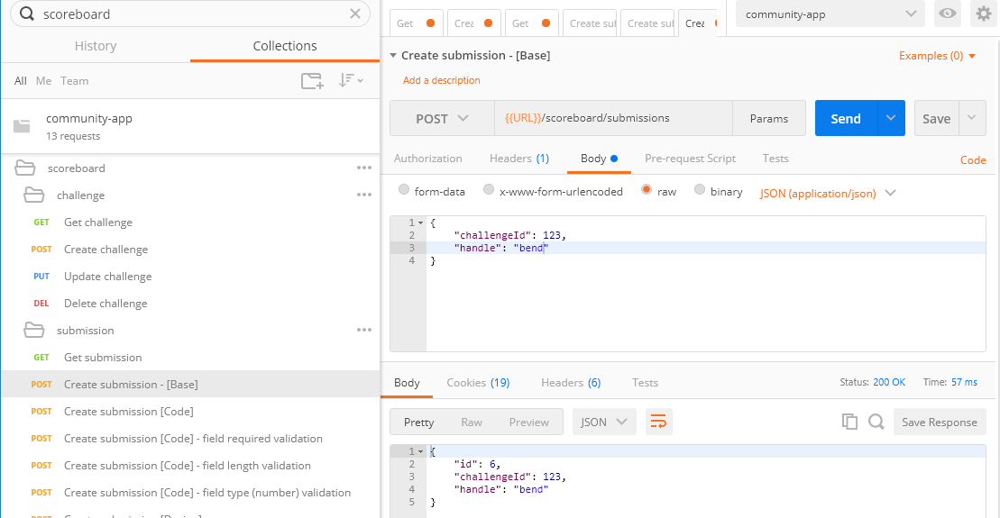 scoreboard
History
Collections
All Me Team
community-app
13 requests
scoreboard
challenge
GET Get challenge
POST Create challenge
PUT Update challenge
DEL Delete challenge
submission
GET Get submission
POST Create submission - [Base]
POST Create submission [Code]
POST Create submission [Code] - field required validation
POST Create submission [Code] - field length validation
POST Create submission [Code] - field type (number) validation
Get
Crea
Get
Create sul
Create sul
Crea
community-app
Create submission - [Base]
Examples (0)
Add a description
POST
{{URL}}/scoreboard/submissions
Params
Send
Save
Authorization
Headers (1)
Body
Pre-request Script
Tests
Code
form-data
x-www-form-urlencoded
raw
binary
JSON (application/json)
1 {
2 "challengeId": 123,
3 "handle": "bend"
4 }
Body
Cookies (19)
Headers (6)
Tests
Status: 200 OK
Time: 57 ms
Pretty
Raw
Preview
JSON
Save Response
1 {
2 "id": 6,
3 "challengeId": 123,
4 "handle": "bend"
5 }